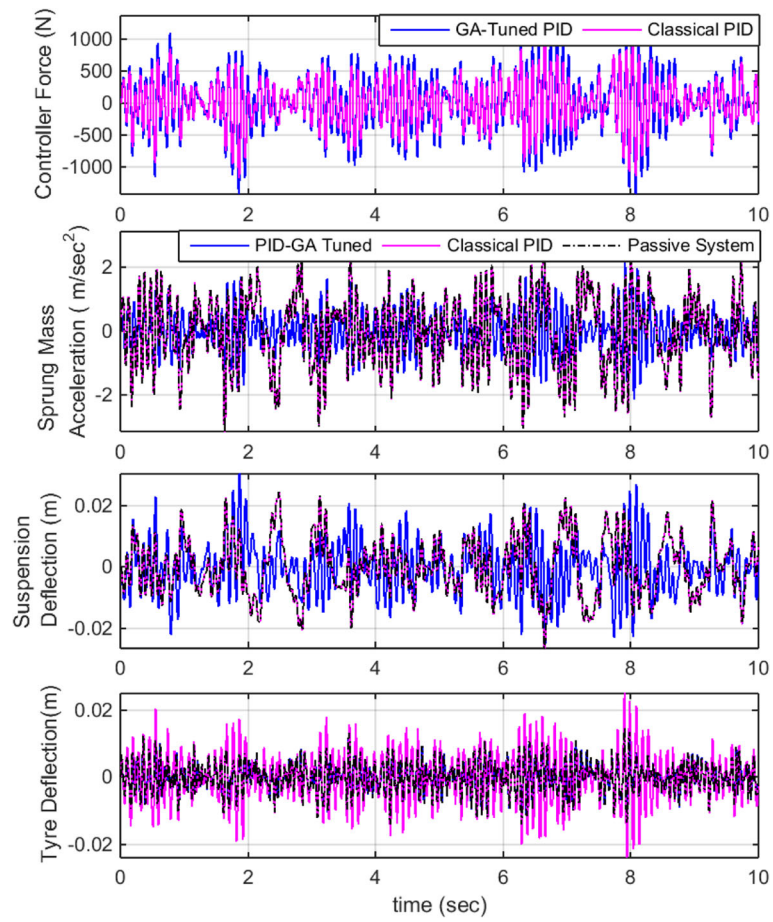 GA-Tuned PID Classical PID
Controller Force (N)
1000
500
0
-500
-1000
0 2 4 6 8 10
PID-GA Tuned Classical PID Passive System
Sprung Mass
Acceleration ( m/sec²)
2
0
-2
0 2 4 6 8 10
Suspension
Deflection (m)
0.02
0
-0.02
0 2 4 6 8 10
Tyre Deflection(m)
0.02
0
-0.02
0 2 4 6 8 10
time (sec)